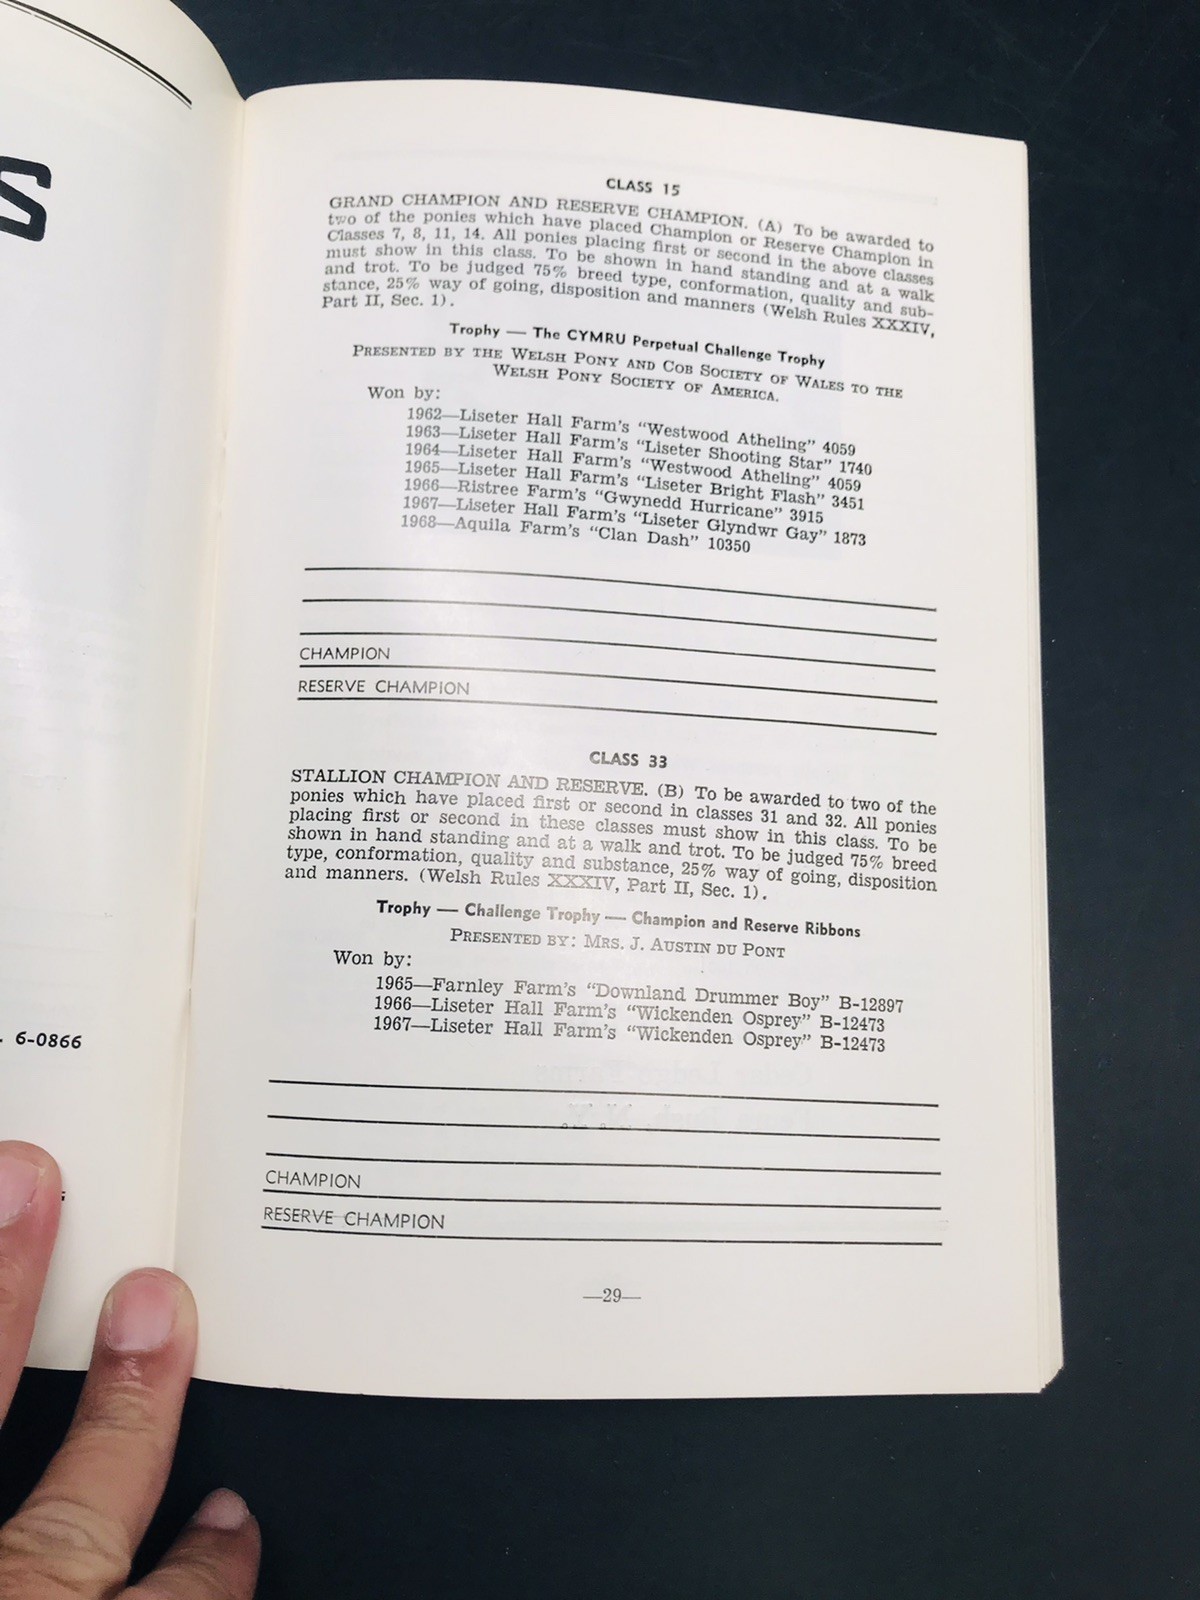 S
. 6-0866
CLASS 15
GRAND CHAMPION AND RESERVE CHAMPION. (A) To be awarded to
two of the ponies which have placed Champion or Reserve Champion in
Classes 7, 8, 11, 14. All ponies placing first or second in the above classes
must show in this class. To be shown in hand standing and at a walk
and trot. To be judged 75% breed type, conformation, quality and sub-
stance, 25% way of going, disposition and manners (Welsh Rules XXXIV,
Part II, Sec. 1).
Trophy — The CYMRU Perpetual Challenge Trophy
PRESENTED BY THE WELSH PONY AND COB SOCIETY OF WALES TO THE
WELSH PONY SOCIETY OF AMERICA.
Won by:
1962—Liseter Hall Farm's "Westwood Atheling" 4059
1963—Liseter Hall Farm's "Liseter Shooting Star" 1740
1964—Liseter Hall Farm's "Westwood Atheling" 4059
1965—Liseter Hall Farm's "Liseter Bright Flash" 3451
1966—Ristree Farm's "Gwynedd Hurricane" 3915
1967—Liseter Hall Farm's "Liseter Glyndwr Gay" 1873
1968—Aquila Farm's "Clan Dash" 10350
CHAMPION
RESERVE CHAMPION
CLASS 33
STALLION CHAMPION AND RESERVE. (B) To be awarded to two of the
ponies which have placed first or second in classes 31 and 32. All ponies
placing first or second in these classes must show in this class. To be
shown in hand standing and at a walk and trot. To be judged 75% breed
type, conformation, quality and substance, 25% way of going, disposition
and manners. (Welsh Rules XXXIV, Part II, Sec. 1).
Trophy — Challenge Trophy — Champion and Reserve Ribbons
PRESENTED BY: MRS. J. AUSTIN DU PONT
Won by:
1965—Farnley Farm's "Downland Drummer Boy" B-12897
1966—Liseter Hall Farm's "Wickenden Osprey" B-12473
1967—Liseter Hall Farm's "Wickenden Osprey" B-12473
CHAMPION
RESERVE CHAMPION
—29—